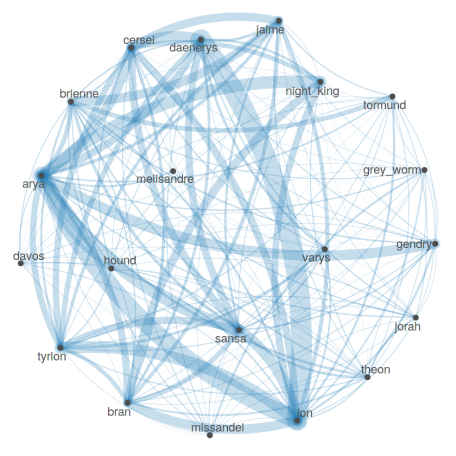 jaime
cersei
daenerys
night_king
brienne
tormund
grey_worm
melisandre
arya
gendry
davos
hound
varys
jorah
sansa
tyrion
theon
bran
jon
missandei